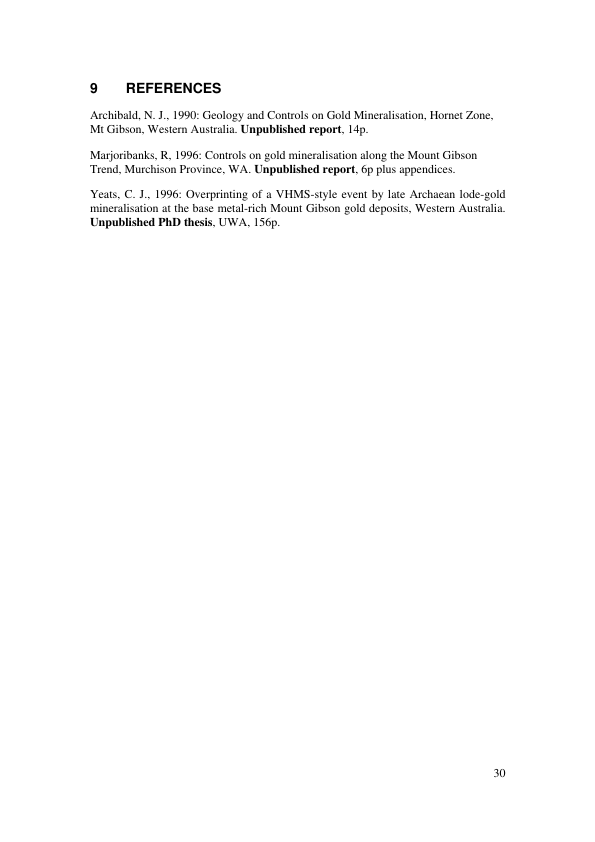 9 REFERENCES
Archibald, N. J., 1990: Geology and Controls on Gold Mineralisation, Hornet Zone,
Mt Gibson, Western Australia. Unpublished report, 14p.
Marjoribanks, R, 1996: Controls on gold mineralisation along the Mount Gibson
Trend, Murchison Province, WA. Unpublished report, 6p plus appendices.
Yeats, C. J., 1996: Overprinting of a VHMS-style event by late Archaean lode-gold
mineralisation at the base metal-rich Mount Gibson gold deposits, Western Australia.
Unpublished PhD thesis, UWA, 156p.
30